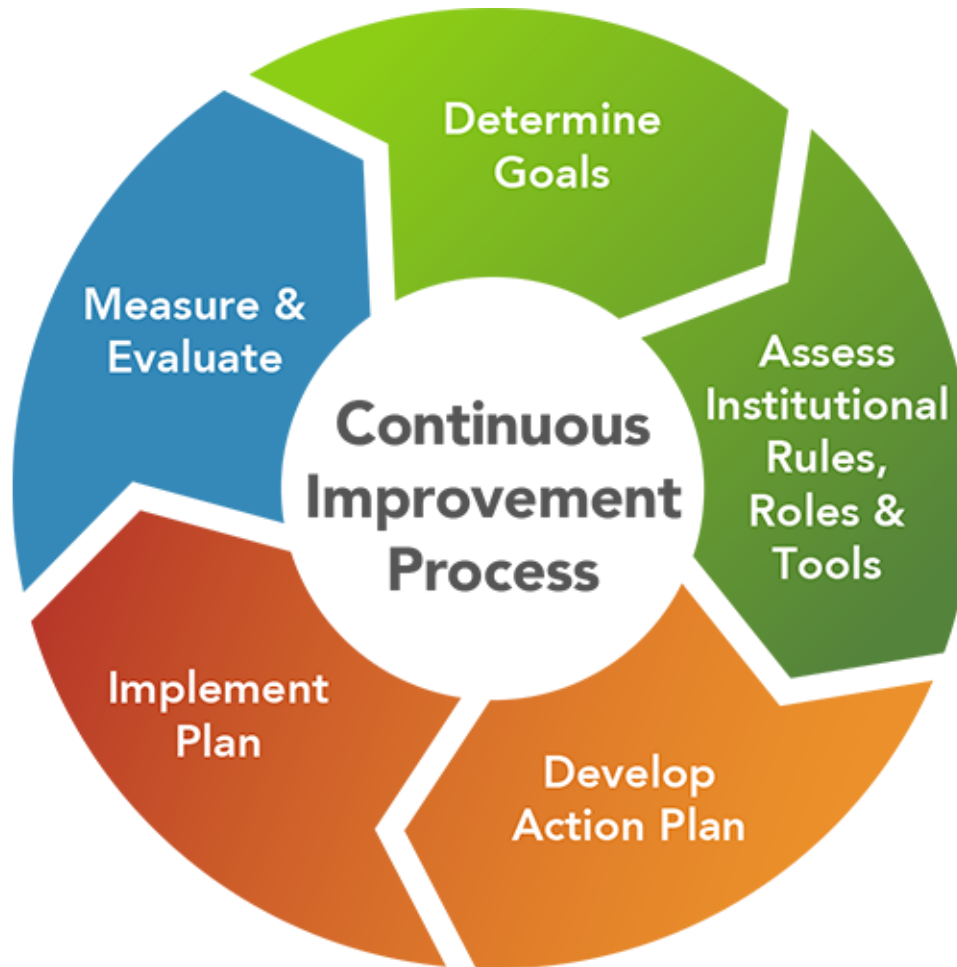 Determine
Goals
Assess
Institutional
Rules,
Roles &
Tools
Develop
Action Plan
Implement
Plan
Measure &
Evaluate
Continuous
Improvement
Process